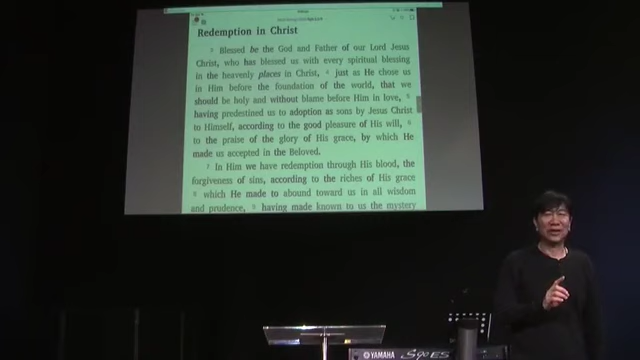 Redemption in Christ
3 Blessed be the God and Father of our Lord Jesus
Christ, who has blessed us with every spiritual blessing
in the heavenly places in Christ, 4 just as He chose us
in Him before the foundation of the world, that we
should be holy and without blame before Him in love, 5
having predestined us to adoption as sons by Jesus Christ
to Himself, according to the good pleasure of His will, 6
to the praise of the glory of His grace, by which He
made us accepted in the Beloved.
7 In Him we have redemption through His blood, the
forgiveness of sins, according to the riches of His grace
8 which He made to abound toward us in all wisdom
and prudence, 9 having made known to us the mystery
YAMAHA S90 ES